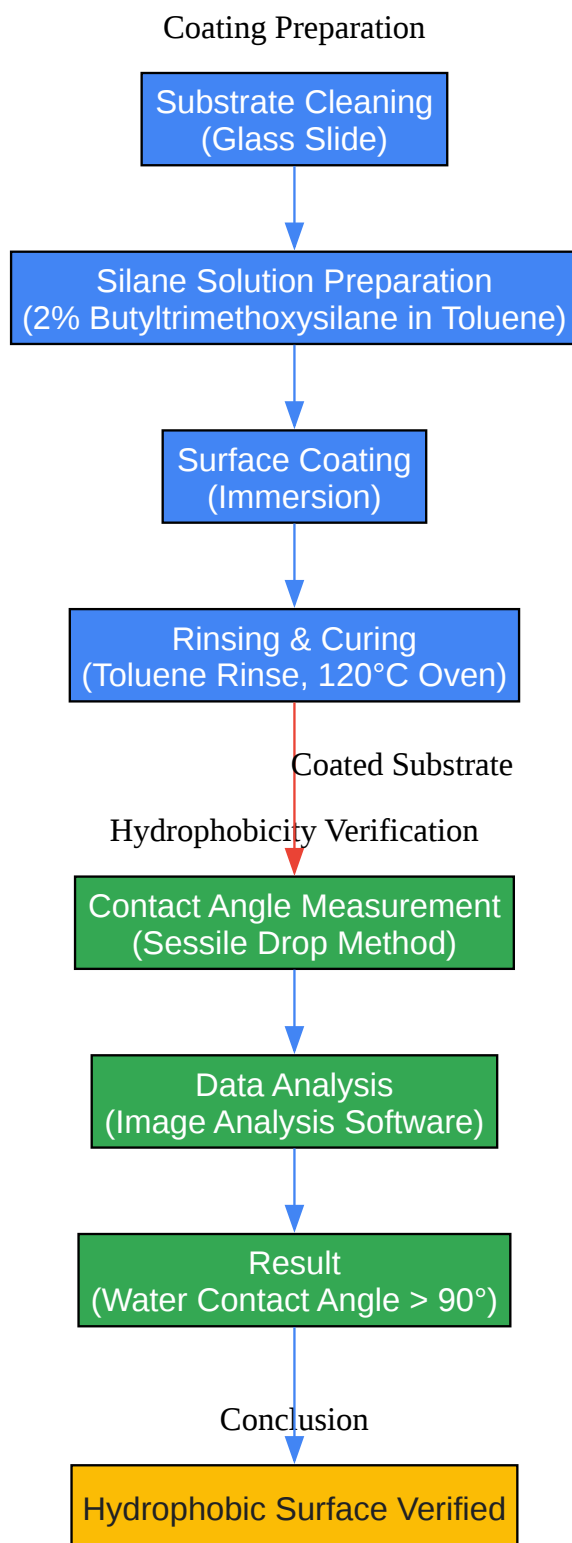 Coating Preparation
Substrate Cleaning
(Glass Slide)
Silane Solution Preparation
(2% Butyltrimethoxysilane in Toluene)
Surface Coating
(Immersion)
Rinsing & Curing
(Toluene Rinse, 120°C Oven)
Coated Substrate
Hydrophobicity Verification
Contact Angle Measurement
(Sessile Drop Method)
Data Analysis
(Image Analysis Software)
Result
(Water Contact Angle > 90°)
Conclusion
Hydrophobic Surface Verified